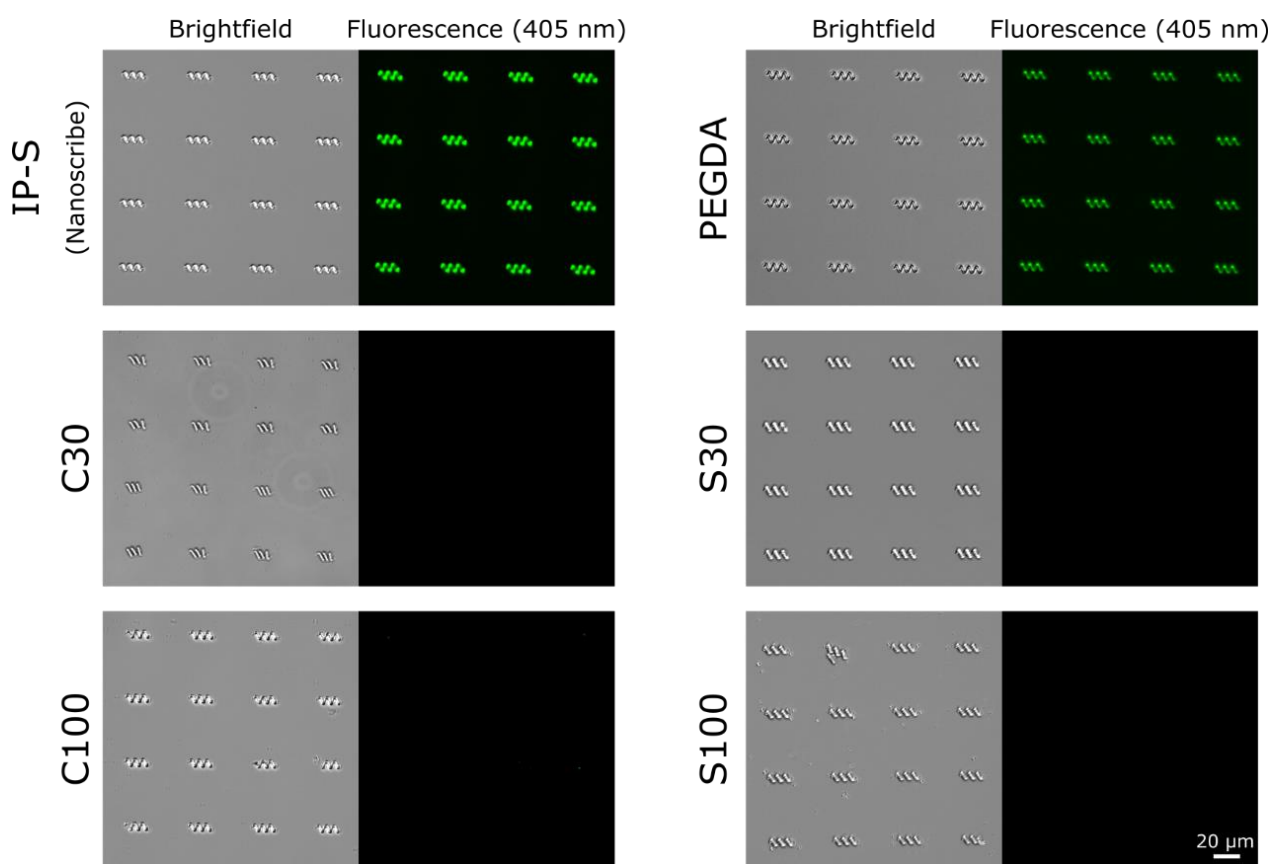 Brightfield Fluorescence (405 nm) Brightfield Fluorescence (405 nm)
IP-S
(Nanoscribe)
PEGDA
C30
S30
C100
S100
20 µm